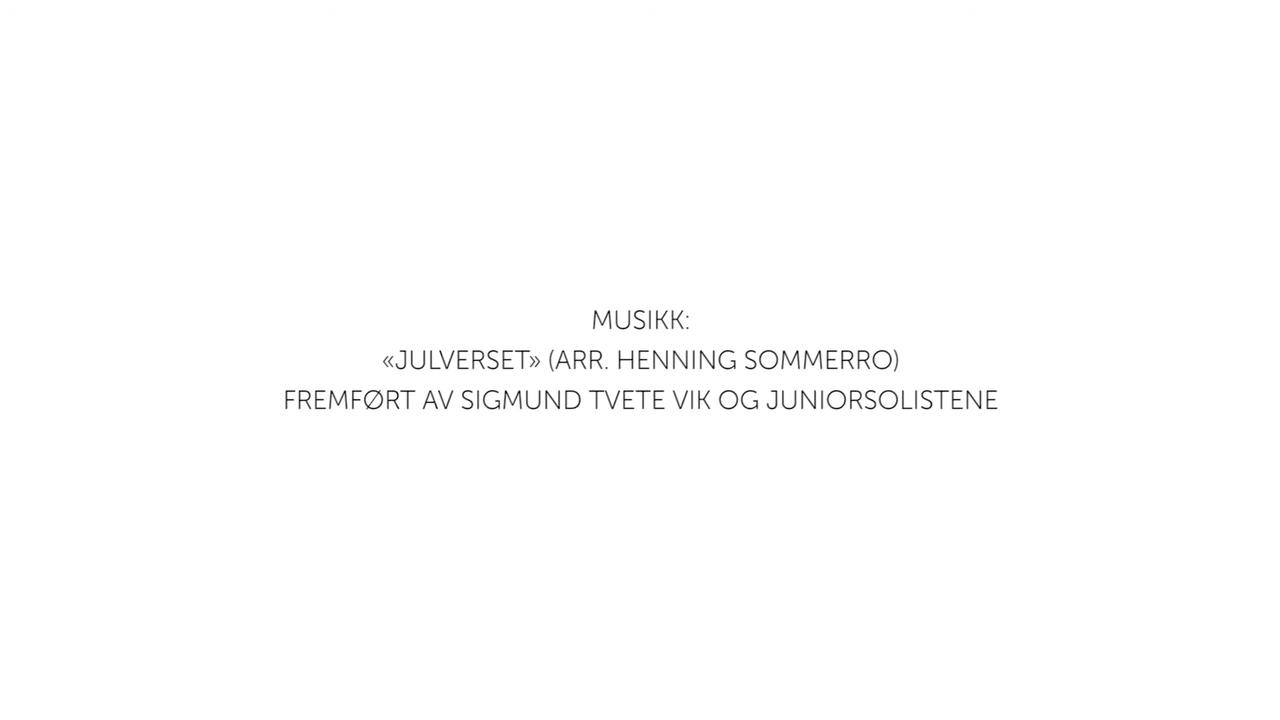 MUSIKK:
«JULVERSET» (ARR. HENNING SOMMERRO)
FREMFØRT AV SIGMUND TVETE VIK OG JUNIORSOLISTENE